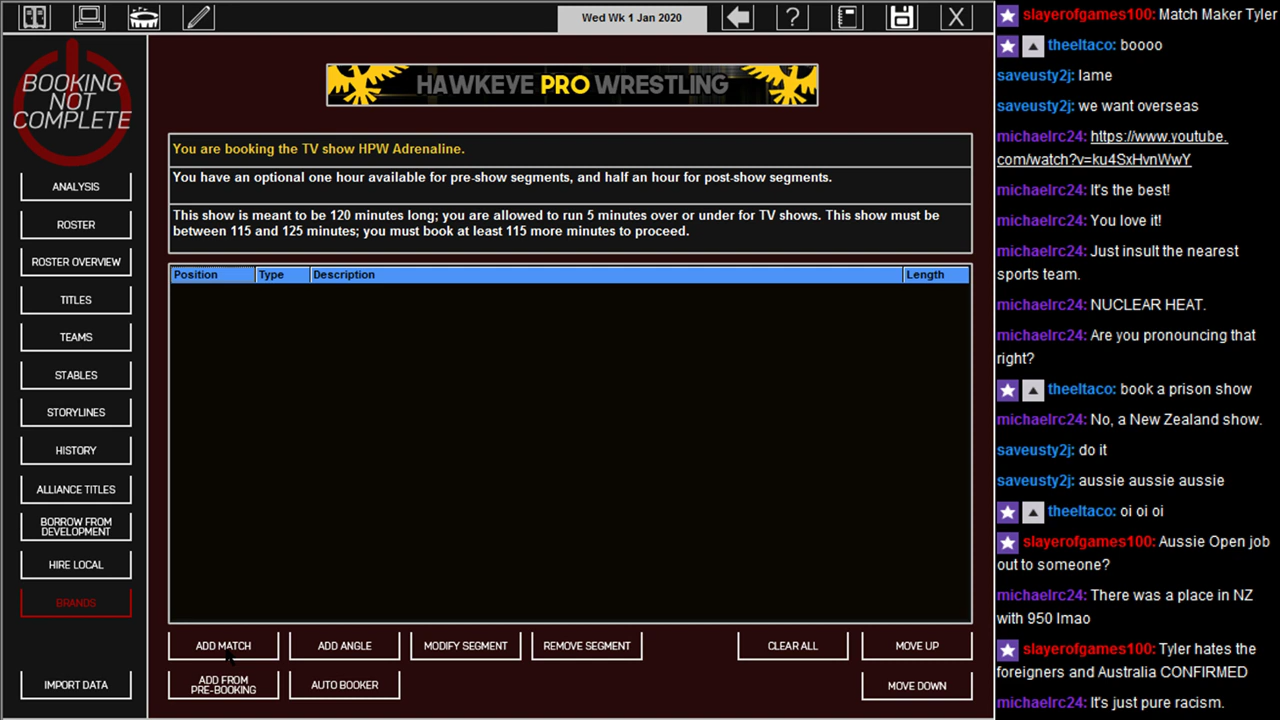 Wed Wk 1 Jan 2020
?
X
BOOKING
NOT
COMPLETE
HAWKEYE PRO WRESTLING
You are booking the TV show HPW Adrenaline.
You have an optional one hour available for pre-show segments, and half an hour for post-show segments.
This show is meant to be 120 minutes long; you are allowed to run 5 minutes over or under for TV shows. This show must be
between 115 and 125 minutes; you must book at least 115 more minutes to proceed.
Position Type Description Length
ANALYSIS
ROSTER
ROSTER OVERVIEW
TITLES
TEAMS
STABLES
STORYLINES
HISTORY
ALLIANCE TITLES
BORROW FROM
DEVELOPMENT
HIRE LOCAL
BRANDS
IMPORT DATA
ADD MATCH
ADD ANGLE
MODIFY SEGMENT
REMOVE SEGMENT
CLEAR ALL
MOVE UP
ADD FROM
PRE-BOOKING
AUTO BOOKER
MOVE DOWN
slayerofgames100: Match Maker Tyler
theeltaco: boooo
saveusty2j: lame
saveusty2j: we want overseas
michaelrc24: https://www.youtube.
com/watch?v=ku4SxHvnWwY
michaelrc24: It's the best!
michaelrc24: You love it!
michaelrc24: Just insult the nearest
sports team.
michaelrc24: NUCLEAR HEAT.
michaelrc24: Are you pronouncing that
right?
theeltaco: book a prison show
michaelrc24: No, a New Zealand show.
saveusty2j: do it
saveusty2j: aussie aussie aussie
theeltaco: oi oi oi
slayerofgames100: Aussie Open job
out to someone?
michaelrc24: There was a place in NZ
with 950 lmao
slayerofgames100: Tyler hates the
foreigners and Australia CONFIRMED
michaelrc24: It's just pure racism.